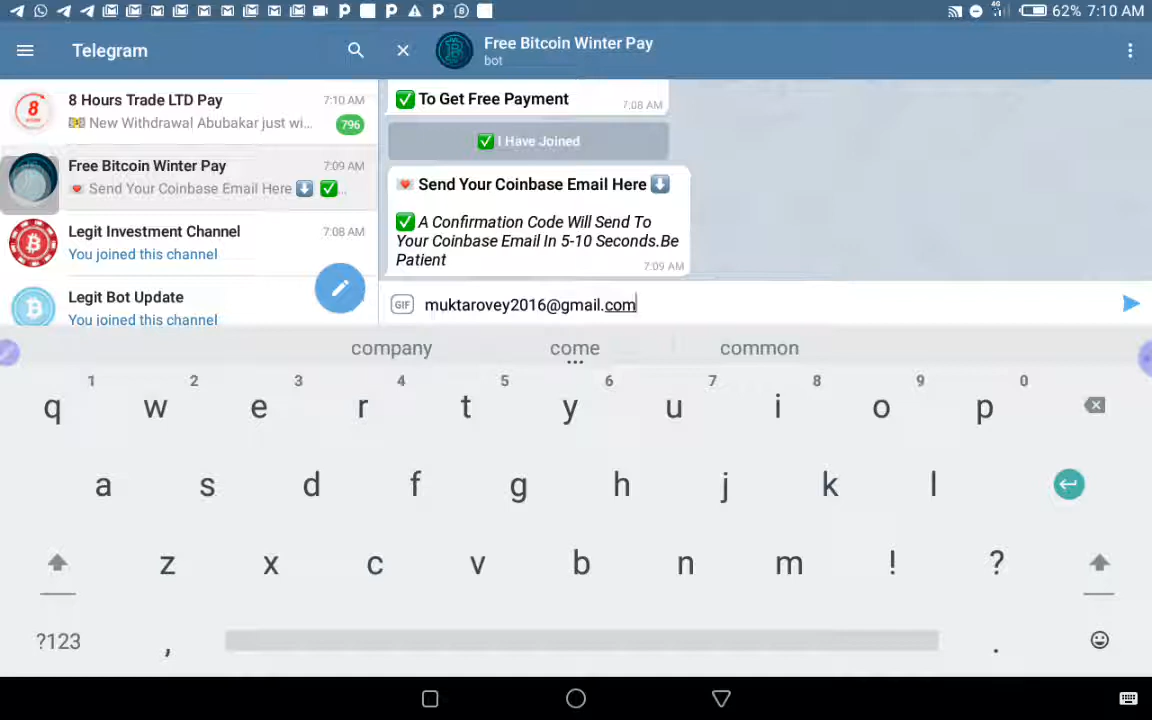 62% 7:10 AM
Telegram
Free Bitcoin Winter Pay
bot
8 Hours Trade LTD Pay 7:10 AM
New Withdrawal Abubakar just wi... 796
Free Bitcoin Winter Pay 7:09 AM
Send Your Coinbase Email Here ...
Legit Investment Channel 7:08 AM
You joined this channel
Legit Bot Update
You joined this channel
To Get Free Payment 7:08 AM
I Have Joined
Send Your Coinbase Email Here
A Confirmation Code Will Send To
Your Coinbase Email In 5-10 Seconds.Be
Patient 7:09 AM
GIF muktarovey2016@gmail.com
company come common
1 2 3 4 5 6 7 8 9 0
q w e r t y u i o p
a s d f g h j k l
z x c v b n m ! ?
?123 , .